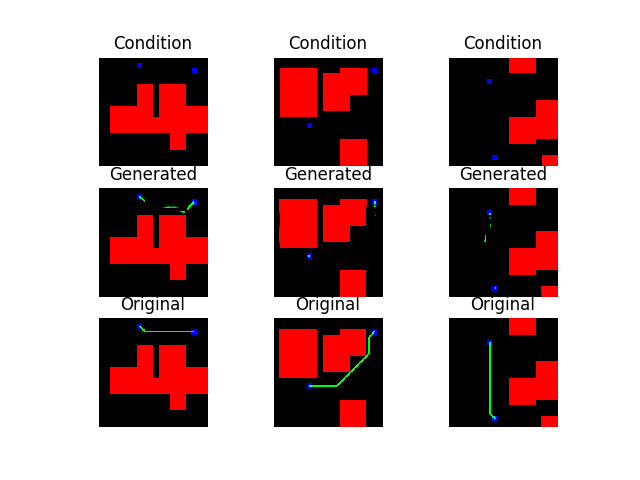 Condition Condition Condition
Generated Generated Generated
Original Original Original